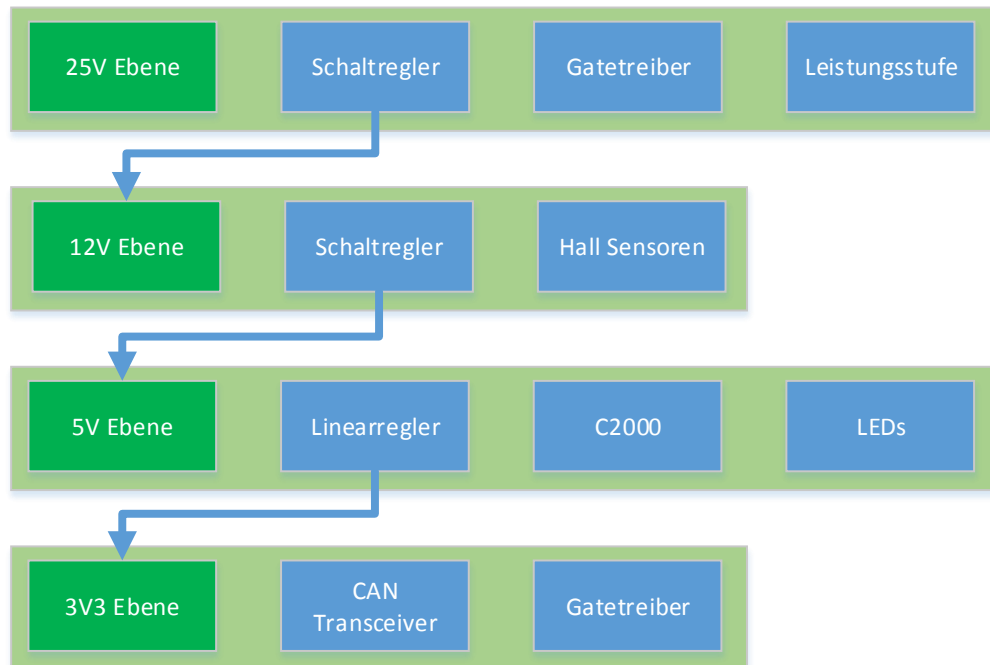 25V Ebene
Schaltregler
Gatetreiber
Leistungsstufe
12V Ebene
Schaltregler
Hall Sensoren
5V Ebene
Linearregler
C2000
LEDs
3V3 Ebene
CAN
Transceiver
Gatetreiber